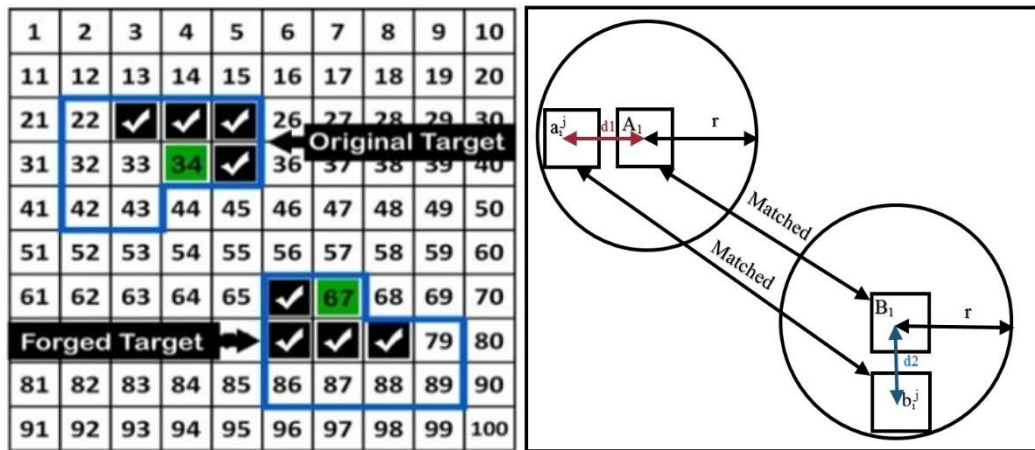 1 2 3 4 5 6 7 8 9 10
11 12 13 14 15 16 17 18 19 20
21 22 ✓ ✓ ✓ 26 27 28 29 30
Original Target
31 32 33 34 ✓ 36 37 38 39 40
41 42 43 44 45 46 47 48 49 50
51 52 53 54 55 56 57 58 59 60
61 62 63 64 65 ✓ 67 68 69 70
Forged Target ✓ ✓ ✓ 79 80
81 82 83 84 85 86 87 88 89 90
91 92 93 94 95 96 97 98 99 100
aᵢʲ d1 A₁ r
Matched
Matched
B₁ r
d2
bᵢʲ